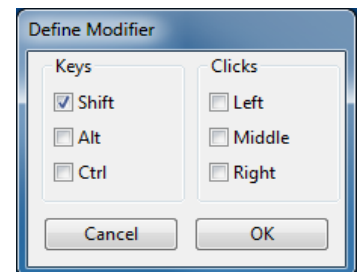 Define Modifier
Keys
Clicks
Shift
Left
Alt
Middle
Ctrl
Right
Cancel
OK